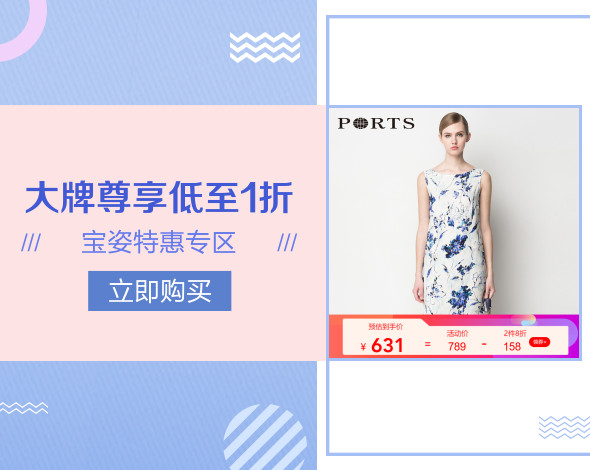 大牌尊享低至1折
/// 宝姿特惠专区 ///
立即购买
PORTS
预估到手价 活动价 2件8折
¥ 631 = 789 - 158